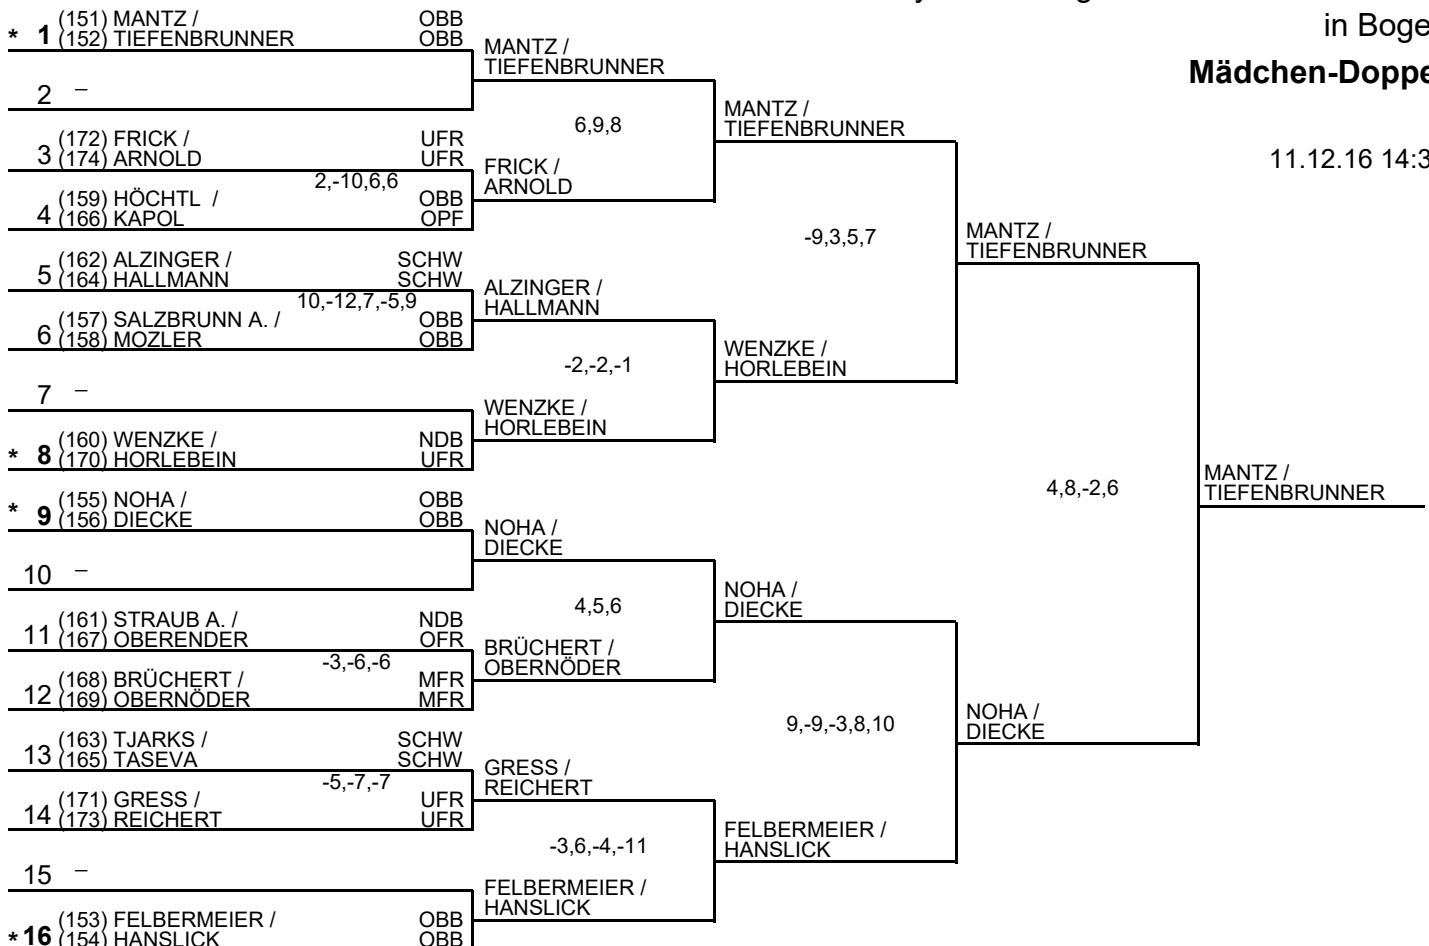 in Boge
Mädchen-Doppe
11.12.16 14:3
(151) MANTZ / OBB
* 1 (152) TIEFENBRUNNER OBB
2 –
(172) FRICK / UFR
3 (174) ARNOLD UFR
2,-10,6,6
(159) HÖCHTL / OBB
4 (166) KAPOL OPF
(162) ALZINGER / SCHW
5 (164) HALLMANN SCHW
10,-12,7,-5,9
(157) SALZBRUNN A. / OBB
6 (158) MOZLER OBB
7 –
(160) WENZKE / NDB
* 8 (170) HORLEBEIN UFR
(155) NOHA / OBB
* 9 (156) DIECKE OBB
10 –
(161) STRAUB A. / NDB
11 (167) OBERENDER OFR
-3,-6,-6
(168) BRÜCHERT / MFR
12 (169) OBERNÖDER MFR
(163) TJARKS / SCHW
13 (165) TASEVA SCHW
-5,-7,-7
(171) GRESS / UFR
14 (173) REICHERT UFR
15 –
(153) FELBERMEIER / OBB
* 16 (154) HANSLICK OBB
MANTZ /
TIEFENBRUNNER
6,9,8
FRICK /
ARNOLD
ALZINGER /
HALLMANN
-2,-2,-1
WENZKE /
HORLEBEIN
NOHA /
DIECKE
4,5,6
BRÜCHERT /
OBERNÖDER
GRESS /
REICHERT
-3,6,-4,-11
FELBERMEIER /
HANSLICK
MANTZ /
TIEFENBRUNNER
-9,3,5,7
WENZKE /
HORLEBEIN
NOHA /
DIECKE
9,-9,-3,8,10
FELBERMEIER /
HANSLICK
MANTZ /
TIEFENBRUNNER
4,8,-2,6
NOHA /
DIECKE
MANTZ /
TIEFENBRUNNER